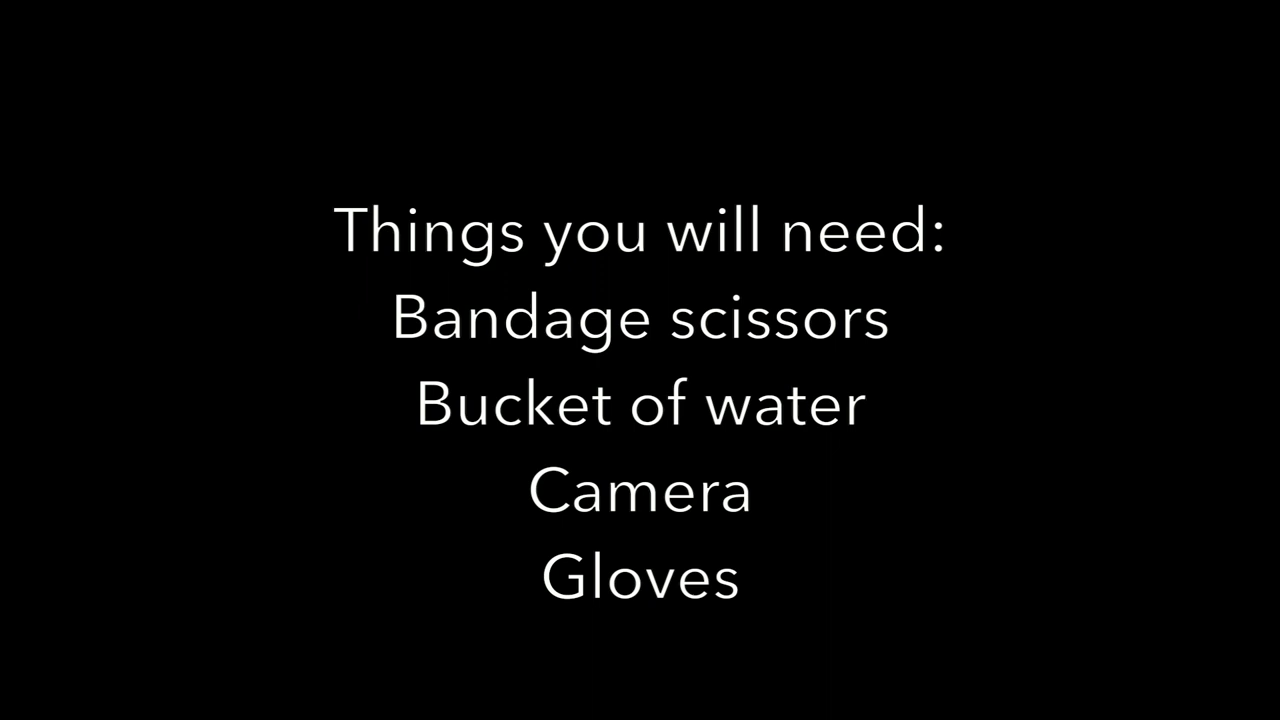 Things you will need:
Bandage scissors
Bucket of water
Camera
Gloves